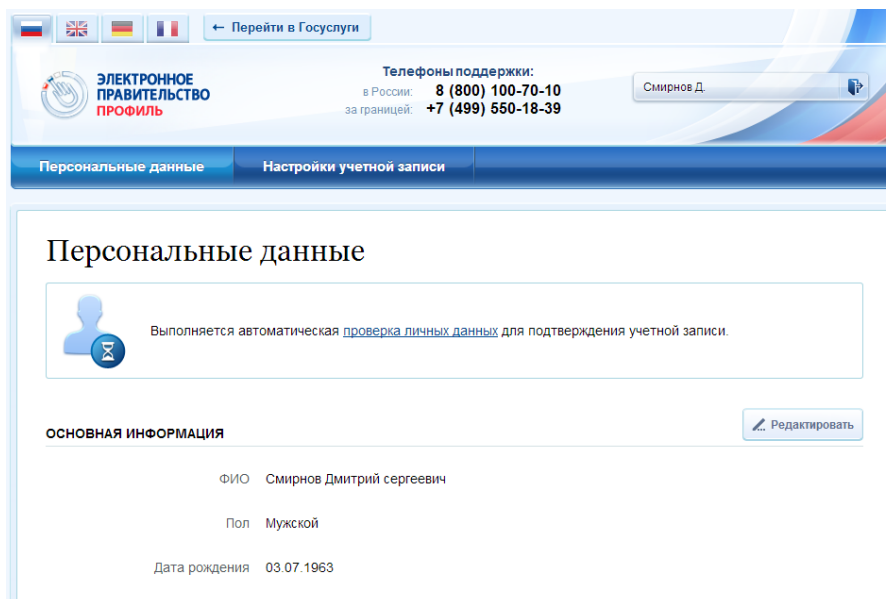 ← Перейти в Госуслуги
ЭЛЕКТРОННОЕ
ПРАВИТЕЛЬСТВО
ПРОФИЛЬ
Телефоны поддержки:
в России: 8 (800) 100-70-10
за границей: +7 (499) 550-18-39
Смирнов Д.
Персональные данные Настройки учетной записи
Персональные данные
Выполняется автоматическая проверка личных данных для подтверждения учетной записи.
ОСНОВНАЯ ИНФОРМАЦИЯ Редактировать
ФИО Смирнов Дмитрий сергеевич
Пол Мужской
Дата рождения 03.07.1963